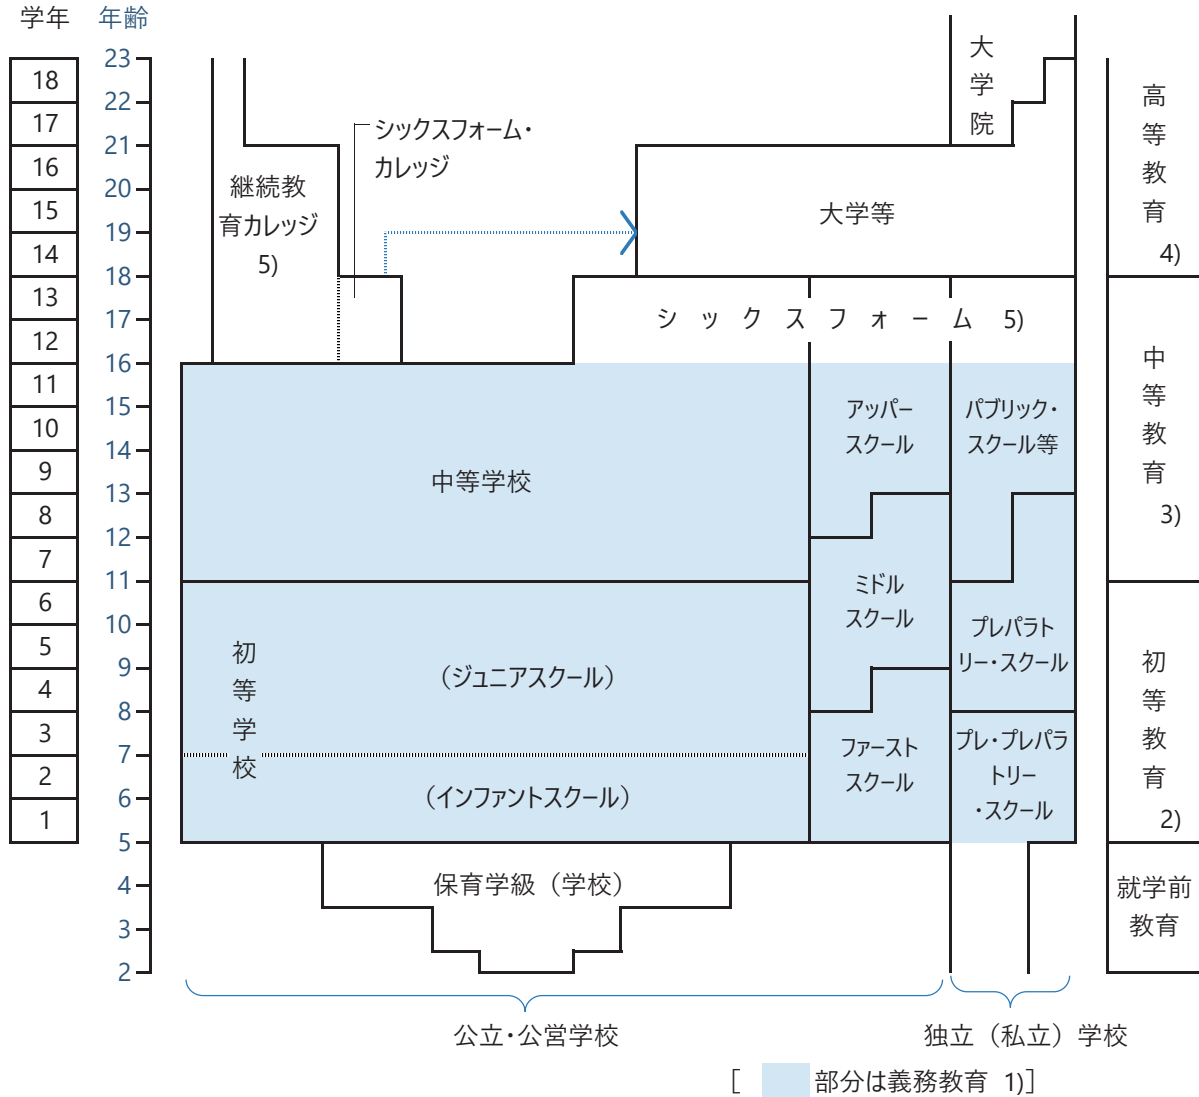 学年
年齢
23
18
22
17
21
16
20
15
19
14
18
13
17
12
16
11
15
10
14
9
13
8
12
7
11
6
10
5
9
4
8
3
7
2
6
1
5
4
3
2
継続教
育カレッジ
5)
シックスフォーム・
カレッジ
大学院
大学等
シックスフォーム 5)
中等学校
アッパー
スクール
パブリック・
スクール等
ミドル
スクール
プレパラト
リー・スクール
初等学校
（ジュニアスクール）
（インファントスクール）
ファースト
スクール
プレ・プレパラ
トリー
・スクール
保育学級（学校）
高等教育
4)
中等教育
3)
初等教育
2)
就学前
教育
公立・公営学校
独立（私立）学校
[ 部分は義務教育 1)]